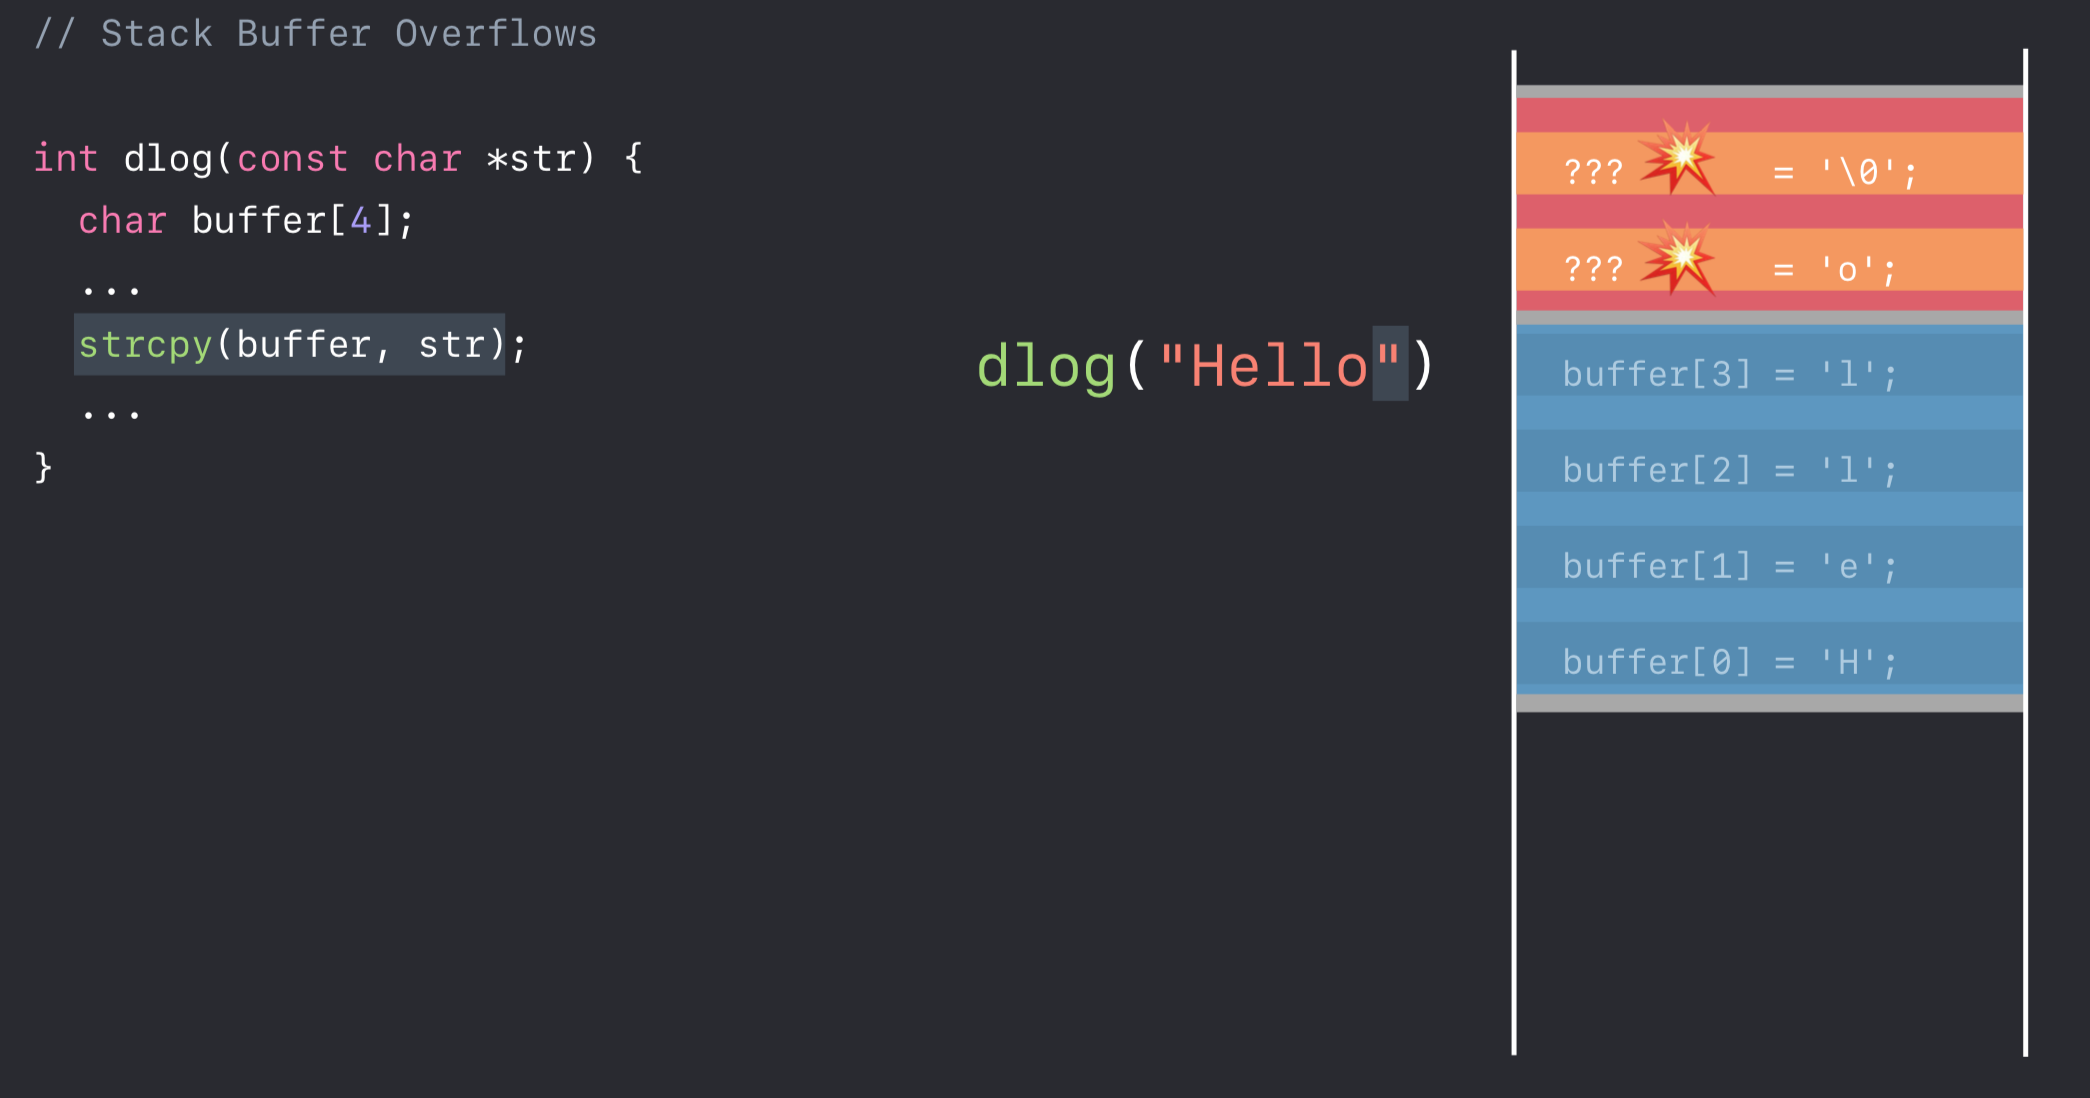 // Stack Buffer Overflows
int dlog(const char *str) {
char buffer[4];
...
strcpy(buffer, str);
...
}
dlog("Hello")
??? = '\0';
??? = 'o';
buffer[3] = 'l';
buffer[2] = 'l';
buffer[1] = 'e';
buffer[0] = 'H';